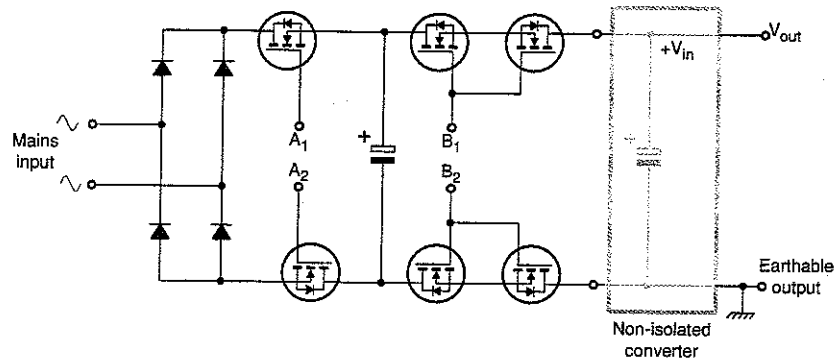 Mains
input
A1
A2
+
B1
B2
+Vin
+
Vout
Earthable
output
Non-isolated
converter